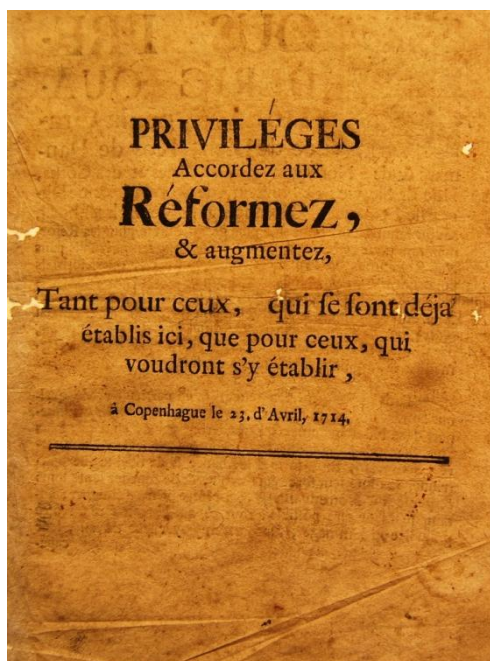 PRIVILÉGES
Accordez aux
Réformez,
& augmentez,
Tant pour ceux, qui ſe ſont déja
établis ici, que pour ceux, qui
voudront s'y établir,
à Copenhague le 23. d'Avril, 1714.